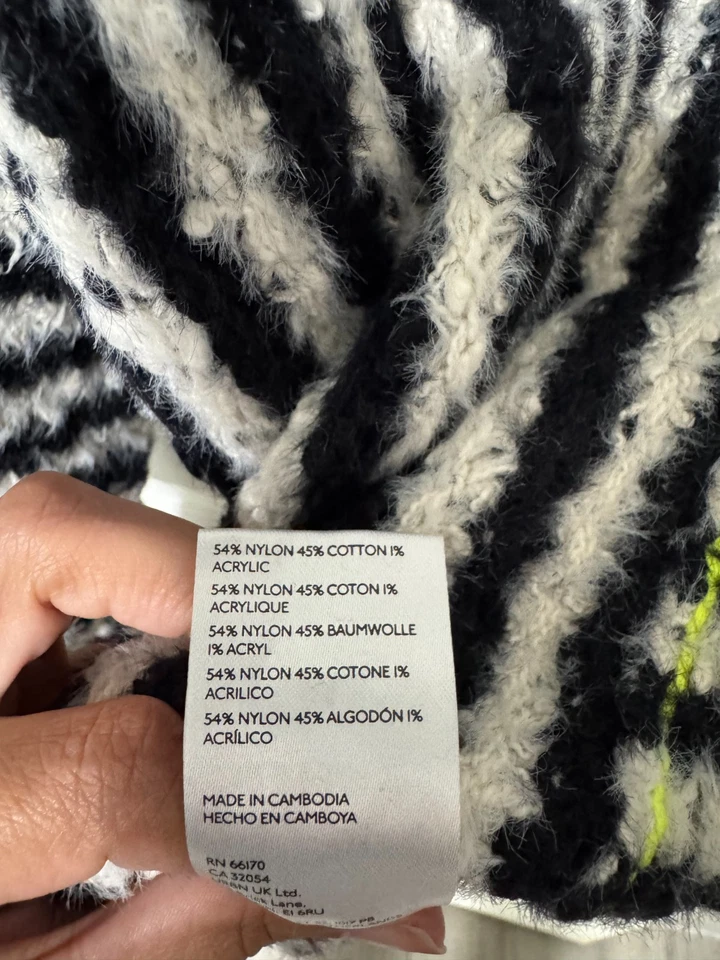 54% NYLON 45% COTTON 1%
ACRYLIC
54% NYLON 45% COTON 1%
ACRYLIQUE
54% NYLON 45% BAUMWOLLE
1% ACRYL
54% NYLON 45% COTONE 1%
ACRILICO
54% NYLON 45% ALGODÓN 1%
ACRÍLICO
MADE IN CAMBODIA
HECHO EN CAMBOYA
RN 66170
CA 32054
UK Ltd.
Lane,
E1 6RU